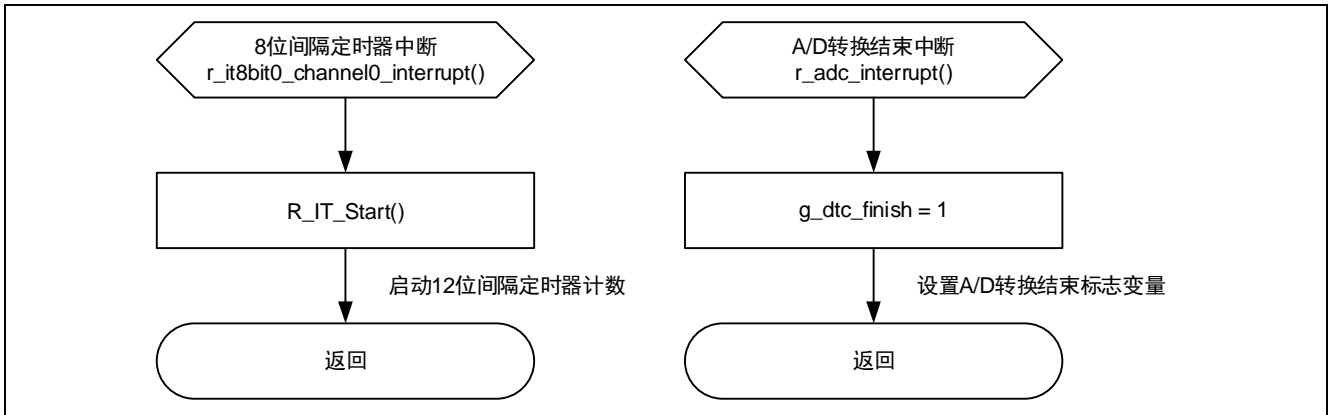 8位间隔定时器中断
r_it8bit0_channel0_interrupt()
R_IT_Start()
启动12位间隔定时器计数
返回
A/D转换结束中断
r_adc_interrupt()
g_dtc_finish = 1
设置A/D转换结束标志变量
返回